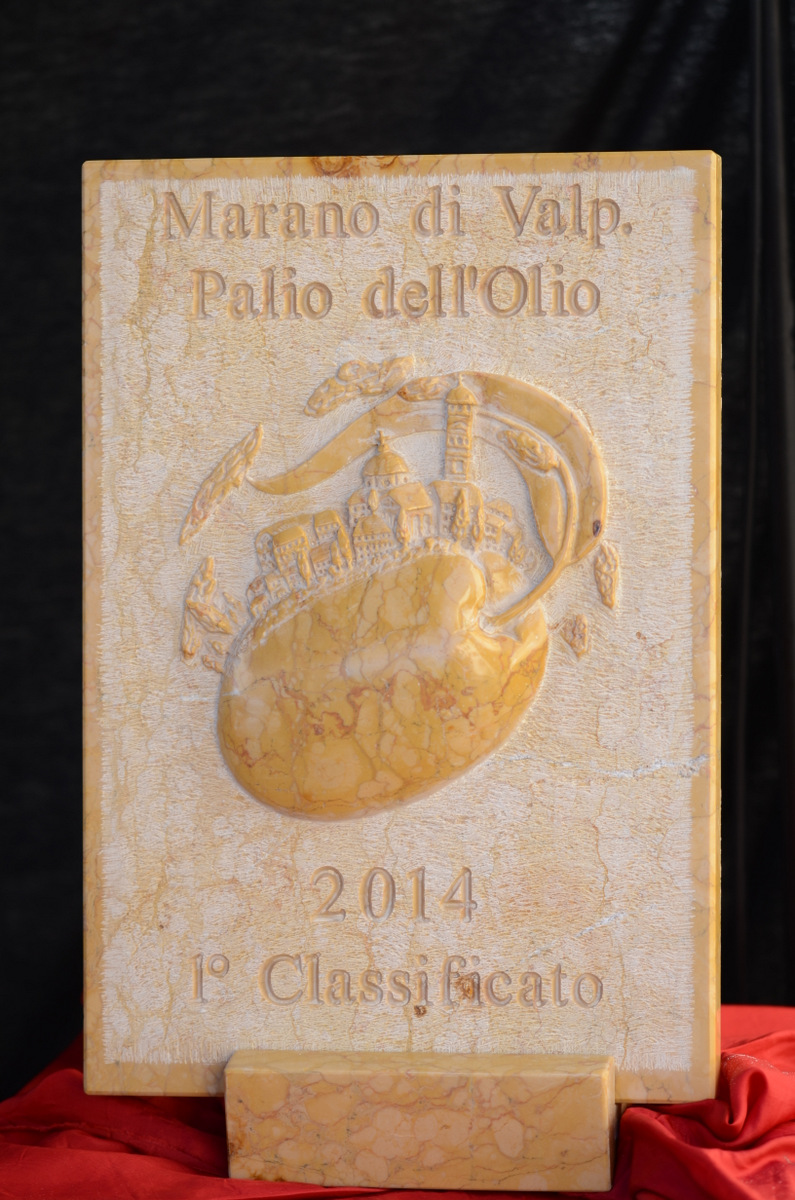 Marano di Valp.
Palio dell'Olio
2014
1° Classificato